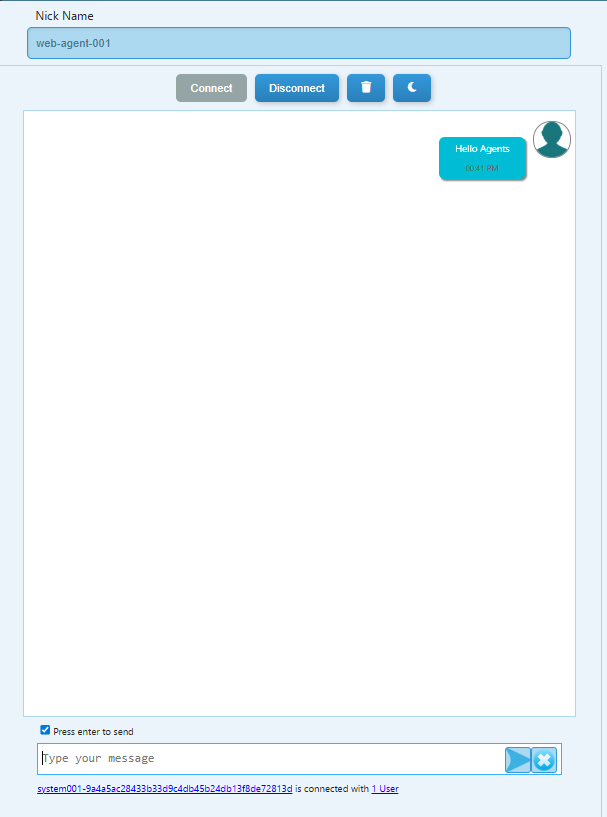 Nick Name
web-agent-001
Connect Disconnect
Hello Agents
00:41 PM
Press enter to send
Type your message
system001-9a4a5ac28433b33d9c4db45b24db13f8de72813d is connected with 1 User